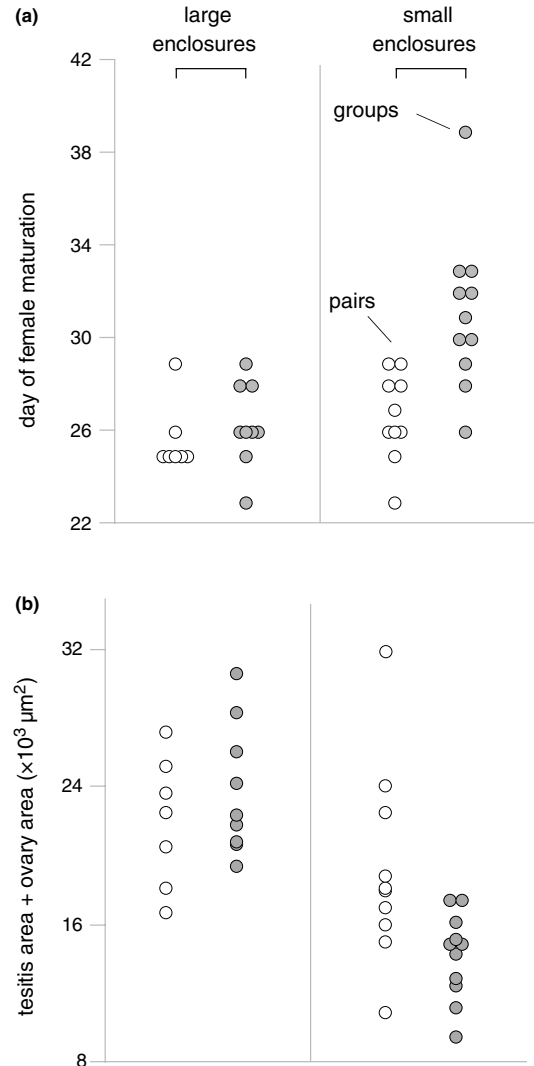 (a)
large
enclosures
small
enclosures
42
38
34
30
26
22
day of female maturation
groups
pairs
(b)
32
24
16
8
tesitis area + ovary area (×10³ µm²)